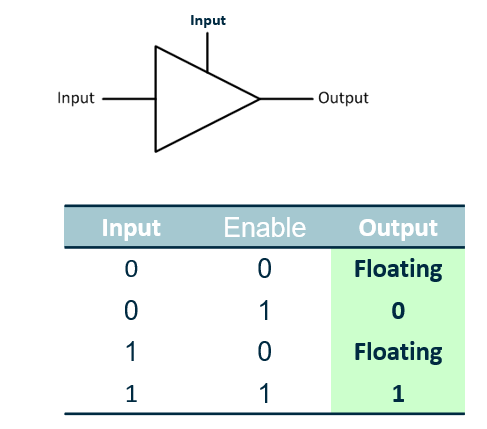 Input
Input Output
Input Enable Output
0 0 Floating
0 1 0
1 0 Floating
1 1 1